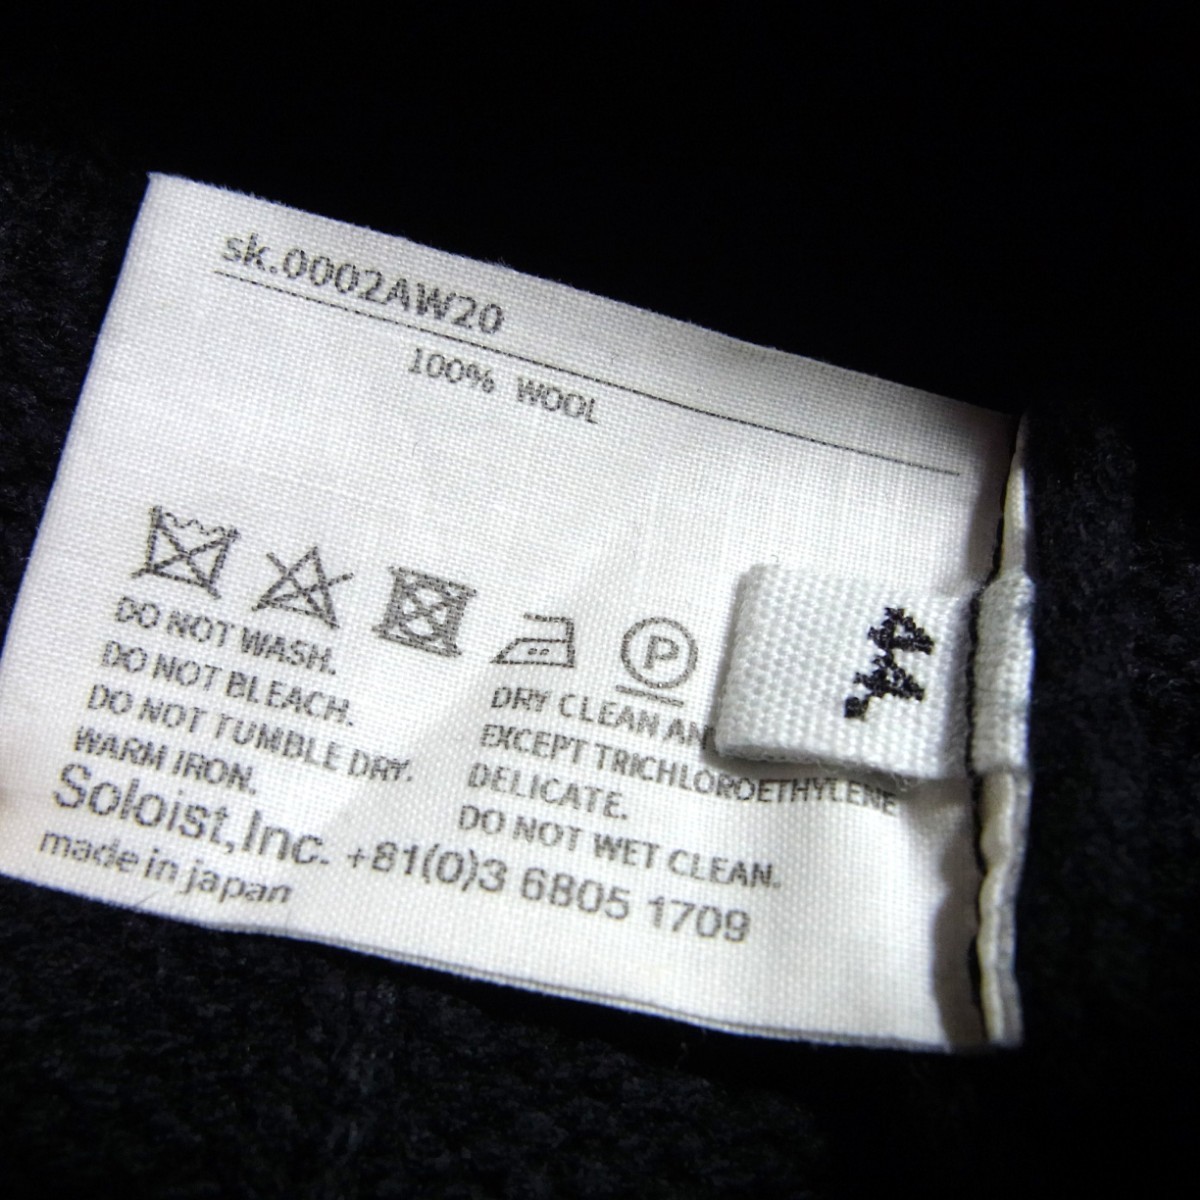 sk.0002AW20
100% WOOL
P
DO NOT WASH.
DO NOT BLEACH.
DO NOT TUMBLE DRY.
WARM IRON.
DRY CLEAN
EXCEPT TRICHLOROETHYLENE
DELICATE.
DO NOT WET CLEAN.
Soloist,Inc. +81(0)3 6805 1709
made in japan
44.